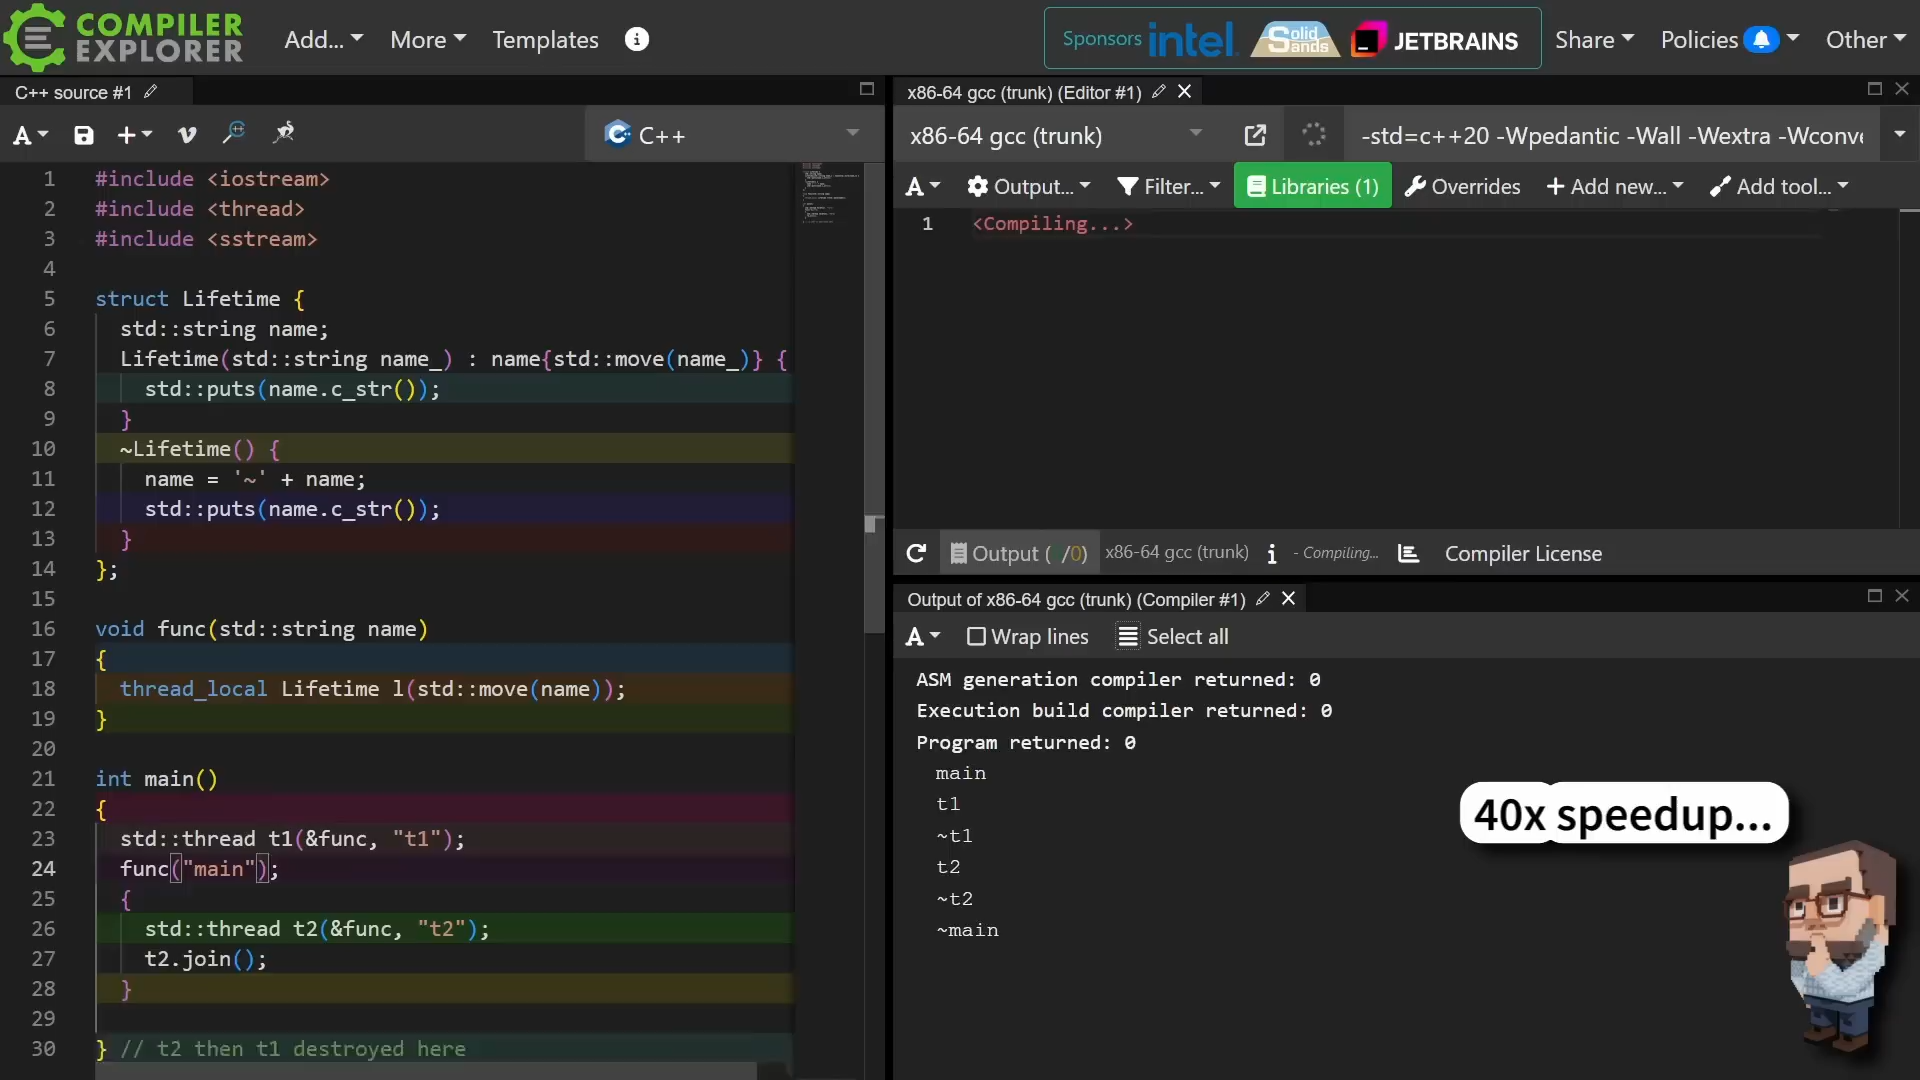 COMPILER
EXPLORER
Add...
More
Templates
Sponsors
intel.
Solid
Sands
JETBRAINS
Share
Policies
Other
C++ source #1
A
C++
1 #include <iostream>
2 #include <thread>
3 #include <sstream>
4
5 struct Lifetime {
6 std::string name;
7 Lifetime(std::string name_) : name{std::move(name_)} {
8 std::puts(name.c_str());
9 }
10 ~Lifetime() {
11 name = '~' + name;
12 std::puts(name.c_str());
13 }
14 };
15
16 void func(std::string name)
17 {
18 thread_local Lifetime l(std::move(name));
19 }
20
21 int main()
22 {
23 std::thread t1(&func, "t1");
24 func("main");
25 {
26 std::thread t2(&func, "t2");
27 t2.join();
28 }
29
30 } // t2 then t1 destroyed here
x86-64 gcc (trunk) (Editor #1)
x86-64 gcc (trunk)
-std=c++20 -Wpedantic -Wall -Wextra -Wconve
A
Output...
Filter...
Libraries (1)
Overrides
Add new...
Add tool...
1 <Compiling...>
Output ( /0)
x86-64 gcc (trunk)
- Compiling...
Compiler License
Output of x86-64 gcc (trunk) (Compiler #1)
A
Wrap lines
Select all
ASM generation compiler returned: 0
Execution build compiler returned: 0
Program returned: 0
main
t1
~t1
t2
~t2
~main
40x speedup...